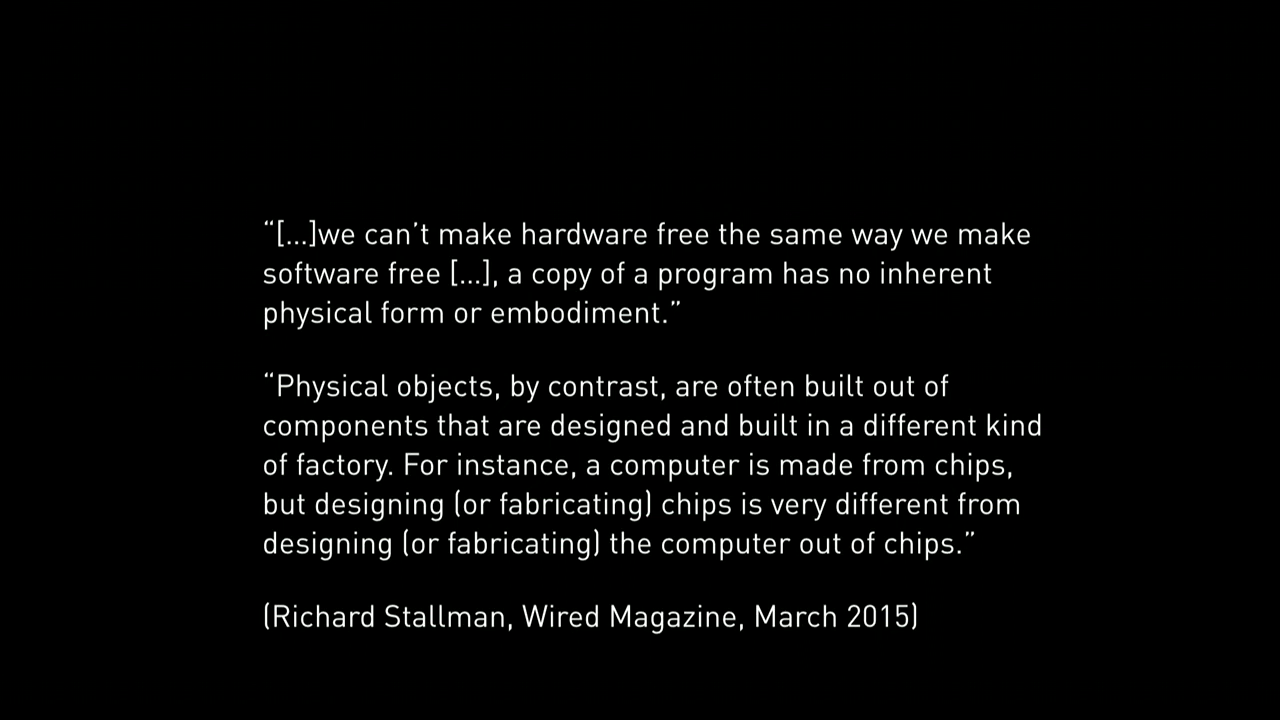 “[...]we can’t make hardware free the same way we make
software free [...], a copy of a program has no inherent
physical form or embodiment.”
“Physical objects, by contrast, are often built out of
components that are designed and built in a different kind
of factory. For instance, a computer is made from chips,
but designing (or fabricating) chips is very different from
designing (or fabricating) the computer out of chips.”
(Richard Stallman, Wired Magazine, March 2015)